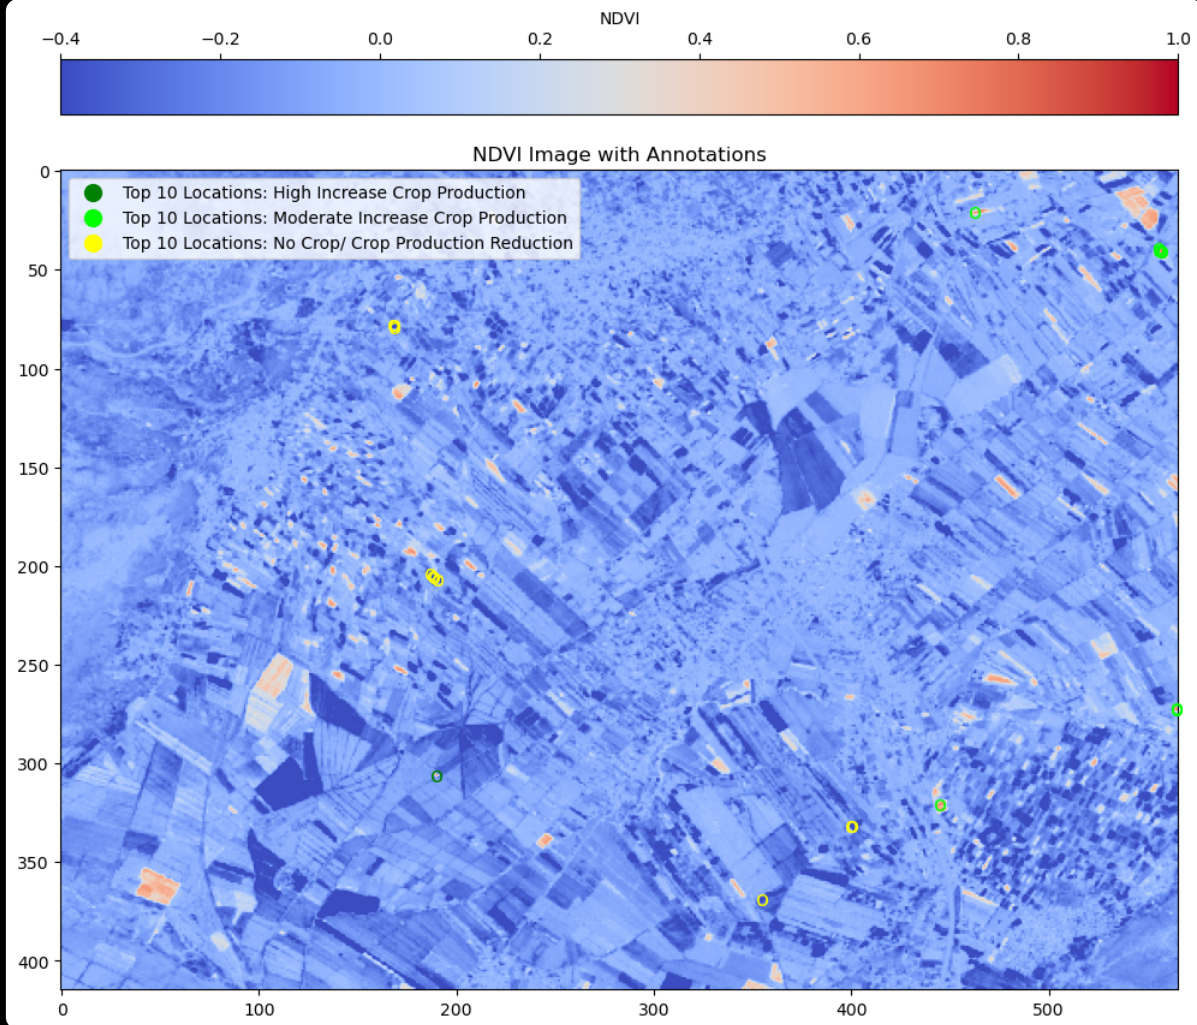 NDVI
−0.4 −0.2 0.0 0.2 0.4 0.6 0.8 1.0
NDVI Image with Annotations
Top 10 Locations: High Increase Crop Production
Top 10 Locations: Moderate Increase Crop Production
Top 10 Locations: No Crop/ Crop Production Reduction
0
50
100
150
200
250
300
350
400
0 100 200 300 400 500